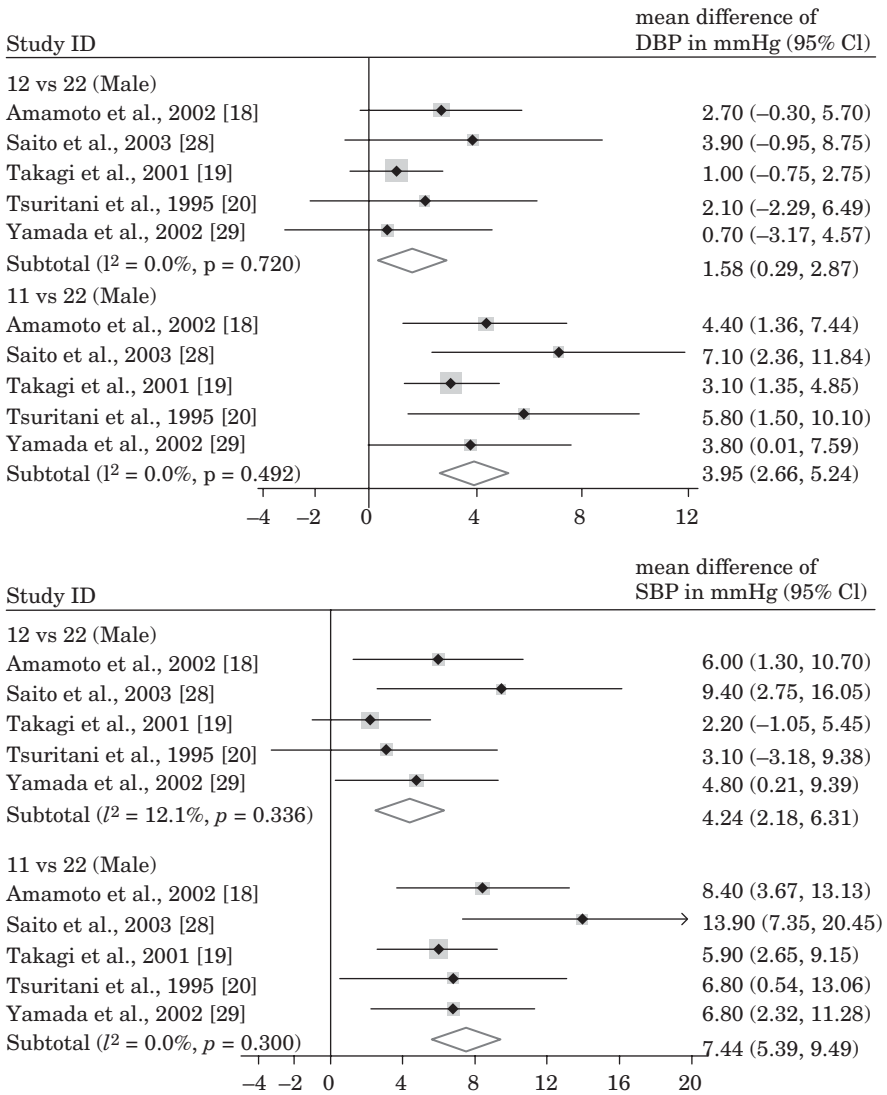 mean difference of
Study ID DBP in mmHg (95% Cl)
12 vs 22 (Male)
Amamoto et al., 2002 [18] 2.70 (–0.30, 5.70)
Saito et al., 2003 [28] 3.90 (–0.95, 8.75)
Takagi et al., 2001 [19] 1.00 (–0.75, 2.75)
Tsuritani et al., 1995 [20] 2.10 (–2.29, 6.49)
Yamada et al., 2002 [29] 0.70 (–3.17, 4.57)
Subtotal (l² = 0.0%, p = 0.720) 1.58 (0.29, 2.87)
11 vs 22 (Male)
Amamoto et al., 2002 [18] 4.40 (1.36, 7.44)
Saito et al., 2003 [28] 7.10 (2.36, 11.84)
Takagi et al., 2001 [19] 3.10 (1.35, 4.85)
Tsuritani et al., 1995 [20] 5.80 (1.50, 10.10)
Yamada et al., 2002 [29] 3.80 (0.01, 7.59)
Subtotal (l² = 0.0%, p = 0.492) 3.95 (2.66, 5.24)
–4 –2 0 4 8 12
mean difference of
Study ID SBP in mmHg (95% Cl)
12 vs 22 (Male)
Amamoto et al., 2002 [18] 6.00 (1.30, 10.70)
Saito et al., 2003 [28] 9.40 (2.75, 16.05)
Takagi et al., 2001 [19] 2.20 (–1.05, 5.45)
Tsuritani et al., 1995 [20] 3.10 (–3.18, 9.38)
Yamada et al., 2002 [29] 4.80 (0.21, 9.39)
Subtotal (l² = 12.1%, p = 0.336) 4.24 (2.18, 6.31)
11 vs 22 (Male)
Amamoto et al., 2002 [18] 8.40 (3.67, 13.13)
Saito et al., 2003 [28] 13.90 (7.35, 20.45)
Takagi et al., 2001 [19] 5.90 (2.65, 9.15)
Tsuritani et al., 1995 [20] 6.80 (0.54, 13.06)
Yamada et al., 2002 [29] 6.80 (2.32, 11.28)
Subtotal (l² = 0.0%, p = 0.300) 7.44 (5.39, 9.49)
–4 –2 0 4 8 12 16 20